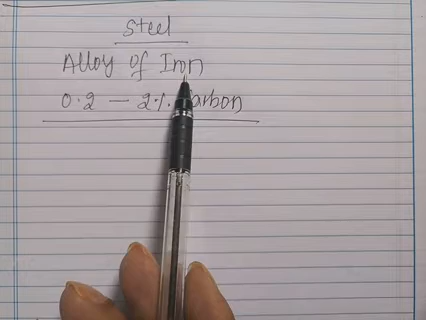 Steel
Alloy of Iron
0.2 — 2%. Carbon